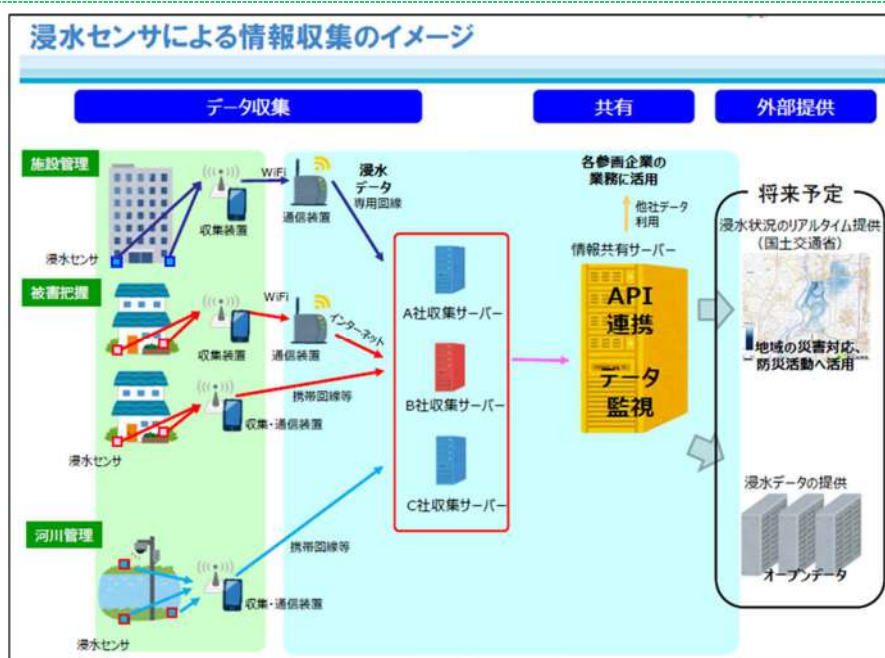 浸水センサによる情報収集のイメージ
データ収集
共有
外部提供
施設管理
WiFi
収集装置
通信装置
浸水
データ
専用回線
浸水センサ
被害把握
WiFi
収集装置
通信装置
インターネット
携帯回線等
収集・通信装置
浸水センサ
河川管理
携帯回線等
収集・通信装置
浸水センサ
A社収集サーバー
B社収集サーバー
C社収集サーバー
各参画企業の
業務に活用
他社データ
利用
情報共有サーバー
API
連携
データ
監視
将来予定
浸水状況のリアルタイム提供
(国土交通省)
地域の災害対応、
防災活動へ活用
浸水データの提供
オープンデータ